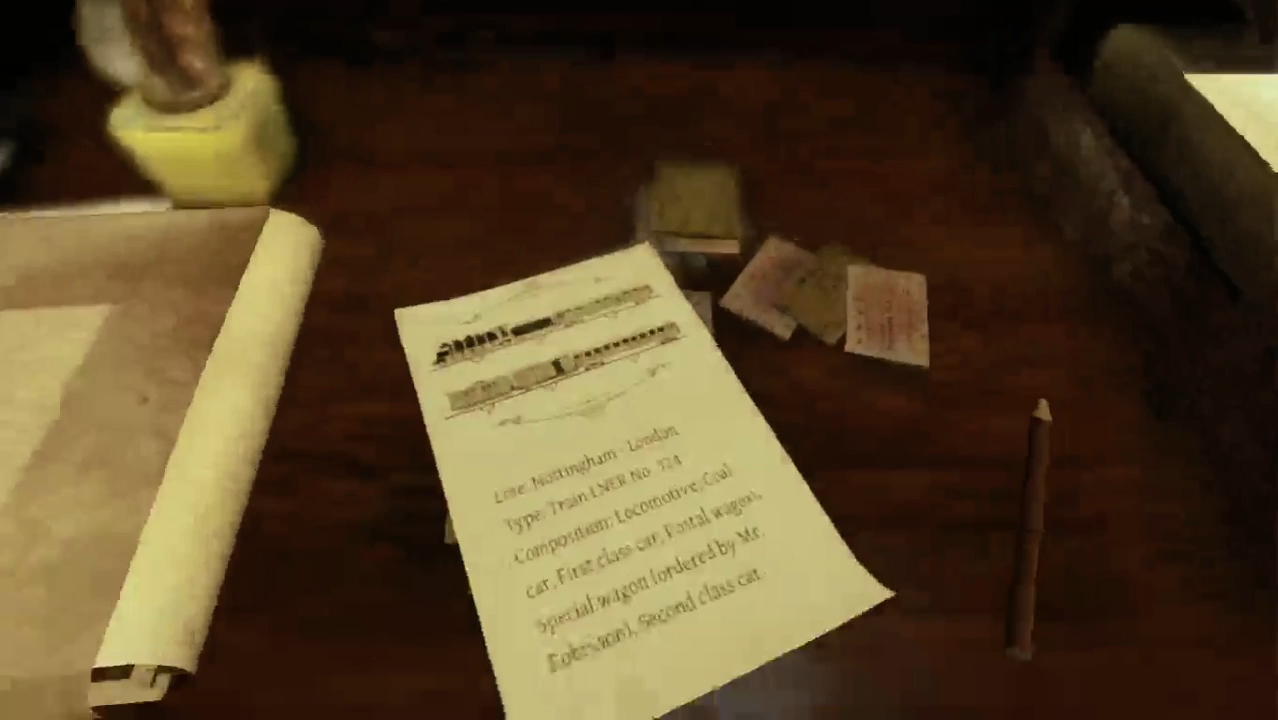 Line: Nottingham - London
Type: Train LNER No. 324
Composition: Locomotive, Coal
car, First class car, Postal wagon,
Special wagon (ordered by Mr.
Second class car.